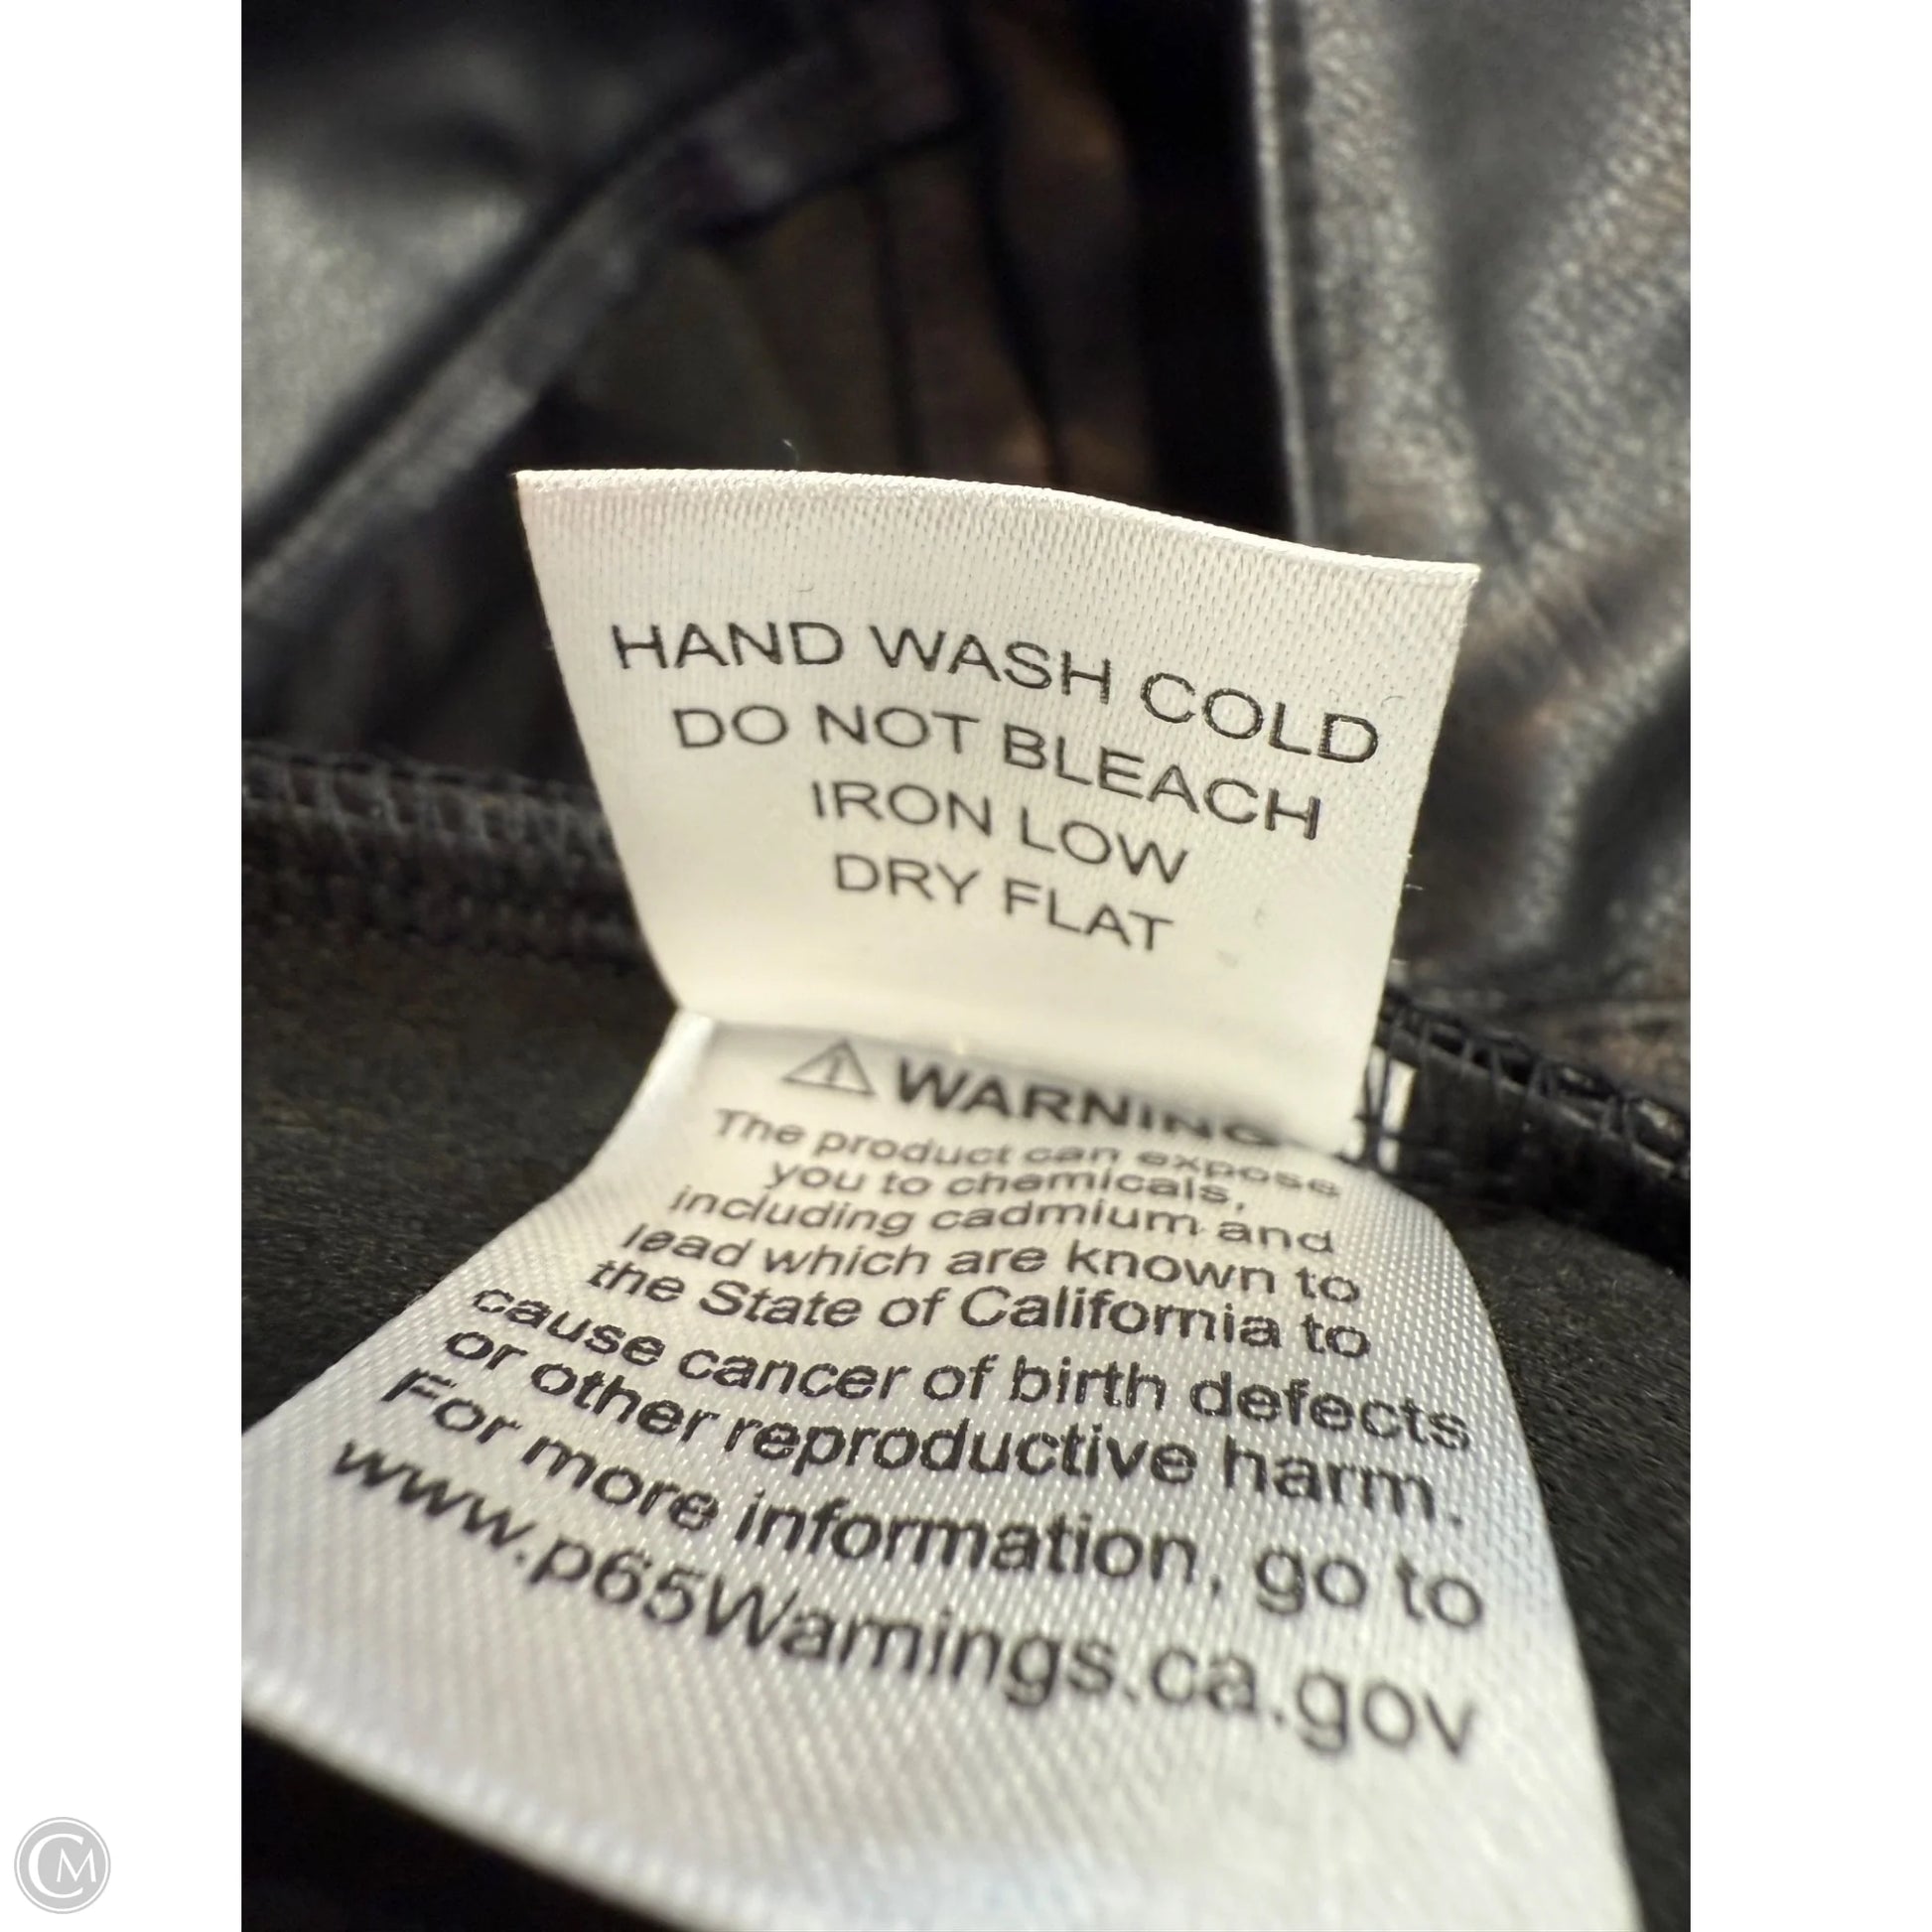 HAND WASH COLD
DO NOT BLEACH
IRON LOW
DRY FLAT
⚠ WARNING
The product can expose
you to chemicals,
including cadmium and
lead which are known to
the State of California to
cause cancer of birth defects
or other reproductive harm.
For more information, go to
www.p65Warnings.ca.gov
CM